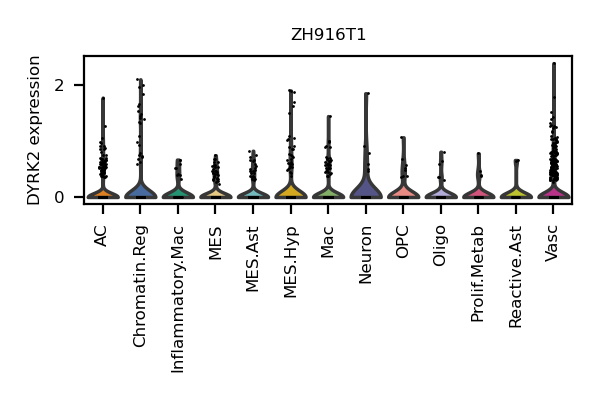 ZH916T1
DYRK2 expression
2
0
AC
Chromatin.Reg
Inflammatory.Mac
MES
MES.Ast
MES.Hyp
Mac
Neuron
OPC
Oligo
Prolif.Metab
Reactive.Ast
Vasc